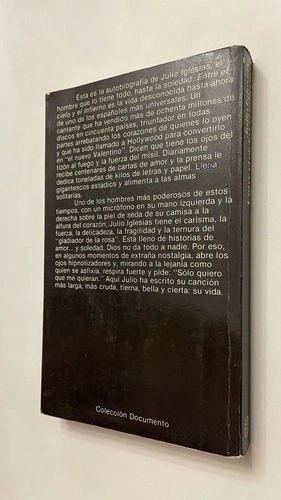 Esta es la autobiografía de Julio Iglesias, el
hombre que lo tiene todo, hasta la soledad. Entre el
cielo y el infierno es la vida desconocida hasta ahora
de uno de los españoles más universales. Un
cantante que ha vendido más de ochenta millones de
discos en cincuenta países, triunfador en todas
partes arrebatando los corazones de quienes lo oyen
y que ha sido llamado a Hollywood para convertirlo
en "el nuevo Valentino". Dicen que tiene los ojos del
tizón al fuego y la fuerza del misil. Diariamente
recibe centenares de cartas de amor y la prensa le
dedica toneladas de kilos de letras y papel. Llena
gigantescos estadios y alimenta a las almas
solitarias.
Uno de los hombres más poderosos de estos
tiempos, con un micrófono en su mano izquierda y la
derecha sobre la piel de seda de su camisa a la
altura del corazón, Julio Iglesias tiene el carisma, la
fuerza, la delicadeza, la fragilidad y la ternura del
"gladiador de la rosa". Está lleno de historias de
amor... y soledad, Dios no da todo a nadie. Por eso,
en algunos momentos de extraña nostalgia, abre los
ojos hipnotizadores y, mirando a la lejanía como
quien se asfixia, respira fuerte y pide: "Sólo quiero
que me quieran." Aquí Julio ha escrito su canción
más larga, más cruda, tierna, bella y cierta: su vida.
Colección Documento